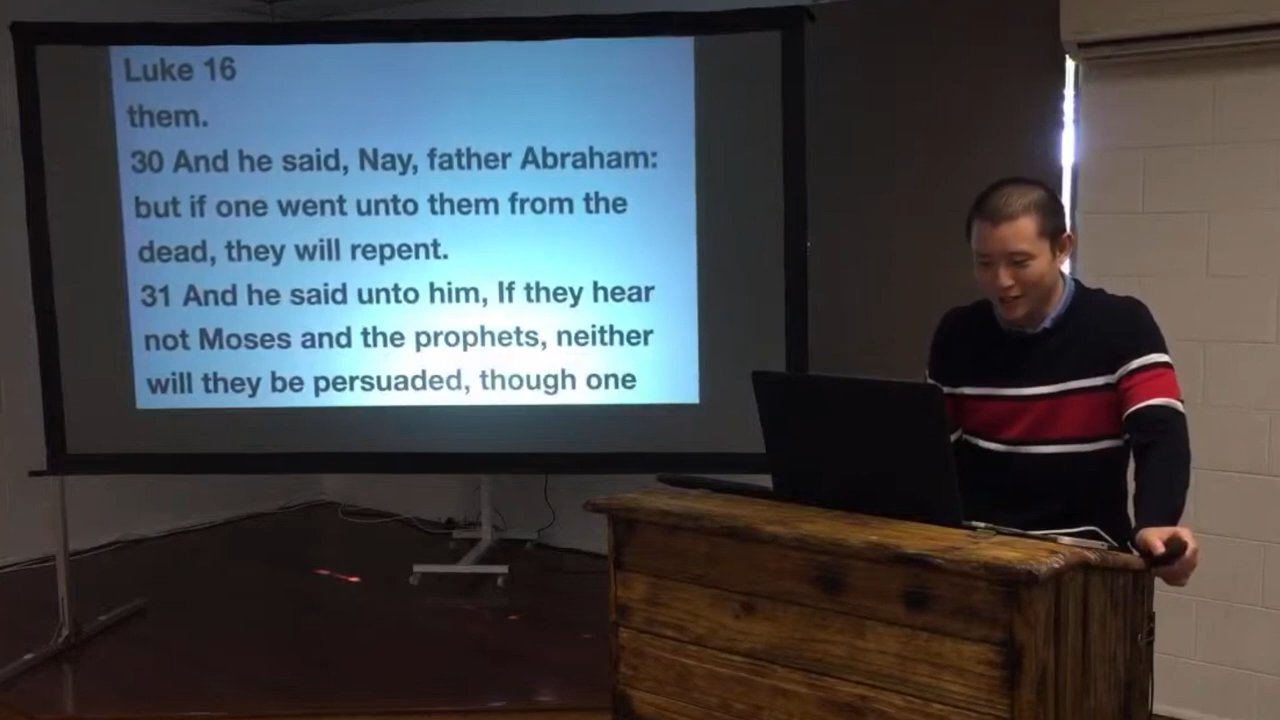 Luke 16
them.
30 And he said, Nay, father Abraham:
but if one went unto them from the
dead, they will repent.
31 And he said unto him, If they hear
not Moses and the prophets, neither
will they be persuaded, though one